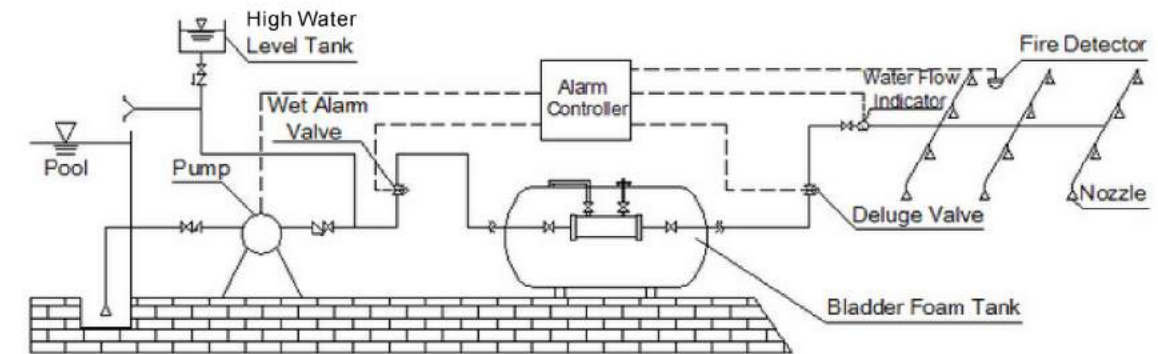 High Water
Level Tank
Fire Detector
Water Flow
Indicator
Alarm
Controller
Wet Alarm
Valve
Pool
Pump
Nozzle
Deluge Valve
Bladder Foam Tank